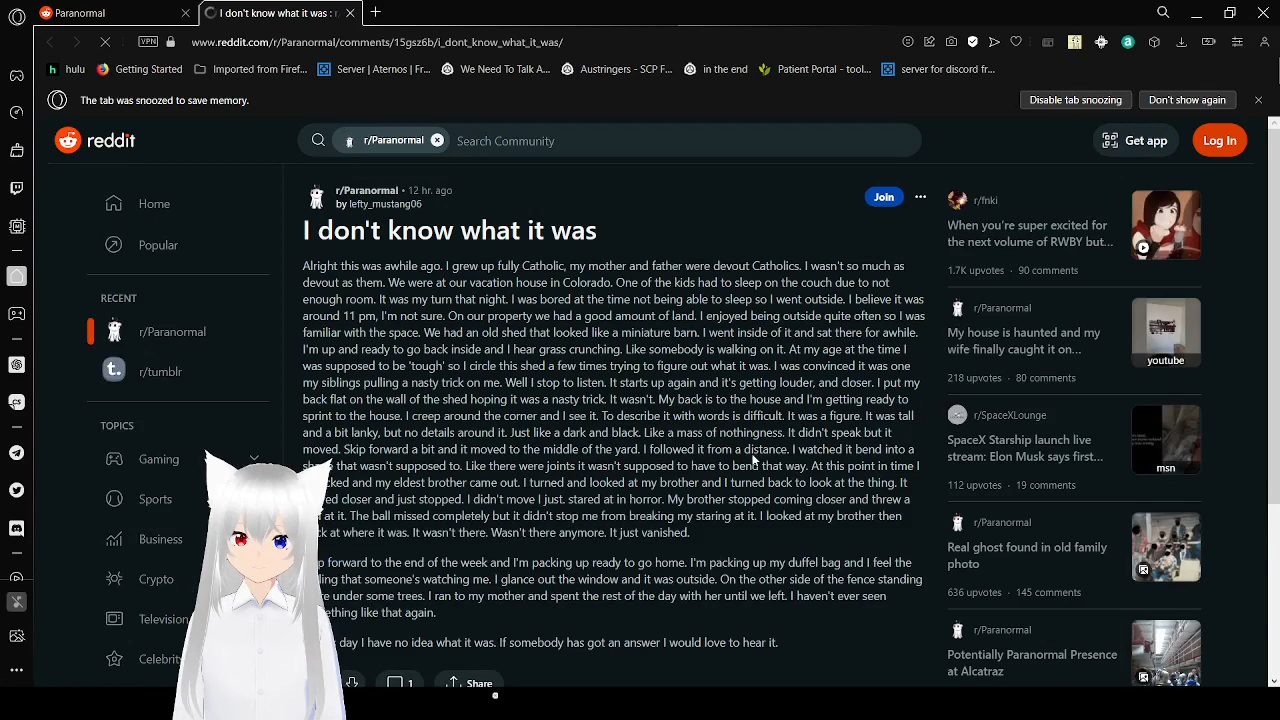 Paranormal
I don't know what it was : r
VPN
www.reddit.com/r/Paranormal/comments/15gsz6b/i_dont_know_what_it_was/
hulu
Getting Started
Imported from Firef...
Server | Aternos | Fr...
We Need To Talk A...
Austringers - SCP F...
in the end
Patient Portal - tool...
server for discord fr...
The tab was snoozed to save memory.
Disable tab snoozing
Don't show again
reddit
r/Paranormal
Search Community
Get app
Log In
Home
Popular
RECENT
r/Paranormal
r/tumblr
TOPICS
Gaming
Sports
Business
Crypto
Television
Celebrity
r/Paranormal • 12 hr. ago
by lefty_mustang06
Join
I don't know what it was
Alright this was awhile ago. I grew up fully Catholic, my mother and father were devout Catholics. I wasn't so much as
devout as them. We were at our vacation house in Colorado. One of the kids had to sleep on the couch due to not
enough room. It was my turn that night. I was bored at the time not being able to sleep so I went outside. I believe it was
around 11 pm, I'm not sure. On our property we had a good amount of land. I enjoyed being outside quite often so I was
familiar with the space. We had an old shed that looked like a miniature barn. I went inside of it and sat there for awhile.
I'm up and ready to go back inside and I hear grass crunching. Like somebody is walking on it. At my age at the time I
was supposed to be 'tough' so I circle this shed a few times trying to figure out what it was. I was convinced it was one
my siblings pulling a nasty trick on me. Well I stop to listen. It starts up again and it's getting louder, and closer. I put my
back flat on the wall of the shed hoping it was a nasty trick. It wasn't. My back is to the house and I'm getting ready to
sprint to the house. I creep around the corner and I see it. To describe it with words is difficult. It was a figure. It was tall
and a bit lanky, but no details around it. Just like a dark and black. Like a mass of nothingness. It didn't speak but it
moved. Skip forward a bit and it moved to the middle of the yard. I followed it from a distance. I watched it bend into a
that wasn't supposed to. Like there were joints it wasn't supposed to have to bend that way. At this point in time I
and my eldest brother came out. I turned and looked at my brother and I turned back to look at the thing. It
closer and just stopped. I didn't move I just. stared at in horror. My brother stopped coming closer and threw a
at it. The ball missed completely but it didn't stop me from breaking my staring at it. I looked at my brother then
at where it was. It wasn't there. Wasn't there anymore. It just vanished.
forward to the end of the week and I'm packing up ready to go home. I'm packing up my duffel bag and I feel the
that someone's watching me. I glance out the window and it was outside. On the other side of the fence standing
under some trees. I ran to my mother and spent the rest of the day with her until we left. I haven't ever seen
like that again.
day I have no idea what it was. If somebody has got an answer I would love to hear it.
1
Share
r/fnki
When you're super excited for
the next volume of RWBY but...
1.7K upvotes • 90 comments
r/Paranormal
My house is haunted and my
wife finally caught it on...
youtube
218 upvotes • 80 comments
r/SpaceXLounge
SpaceX Starship launch live
stream: Elon Musk says first...
msn
112 upvotes • 19 comments
r/Paranormal
Real ghost found in old family
photo
636 upvotes • 145 comments
r/Paranormal
Potentially Paranormal Presence
at Alcatraz